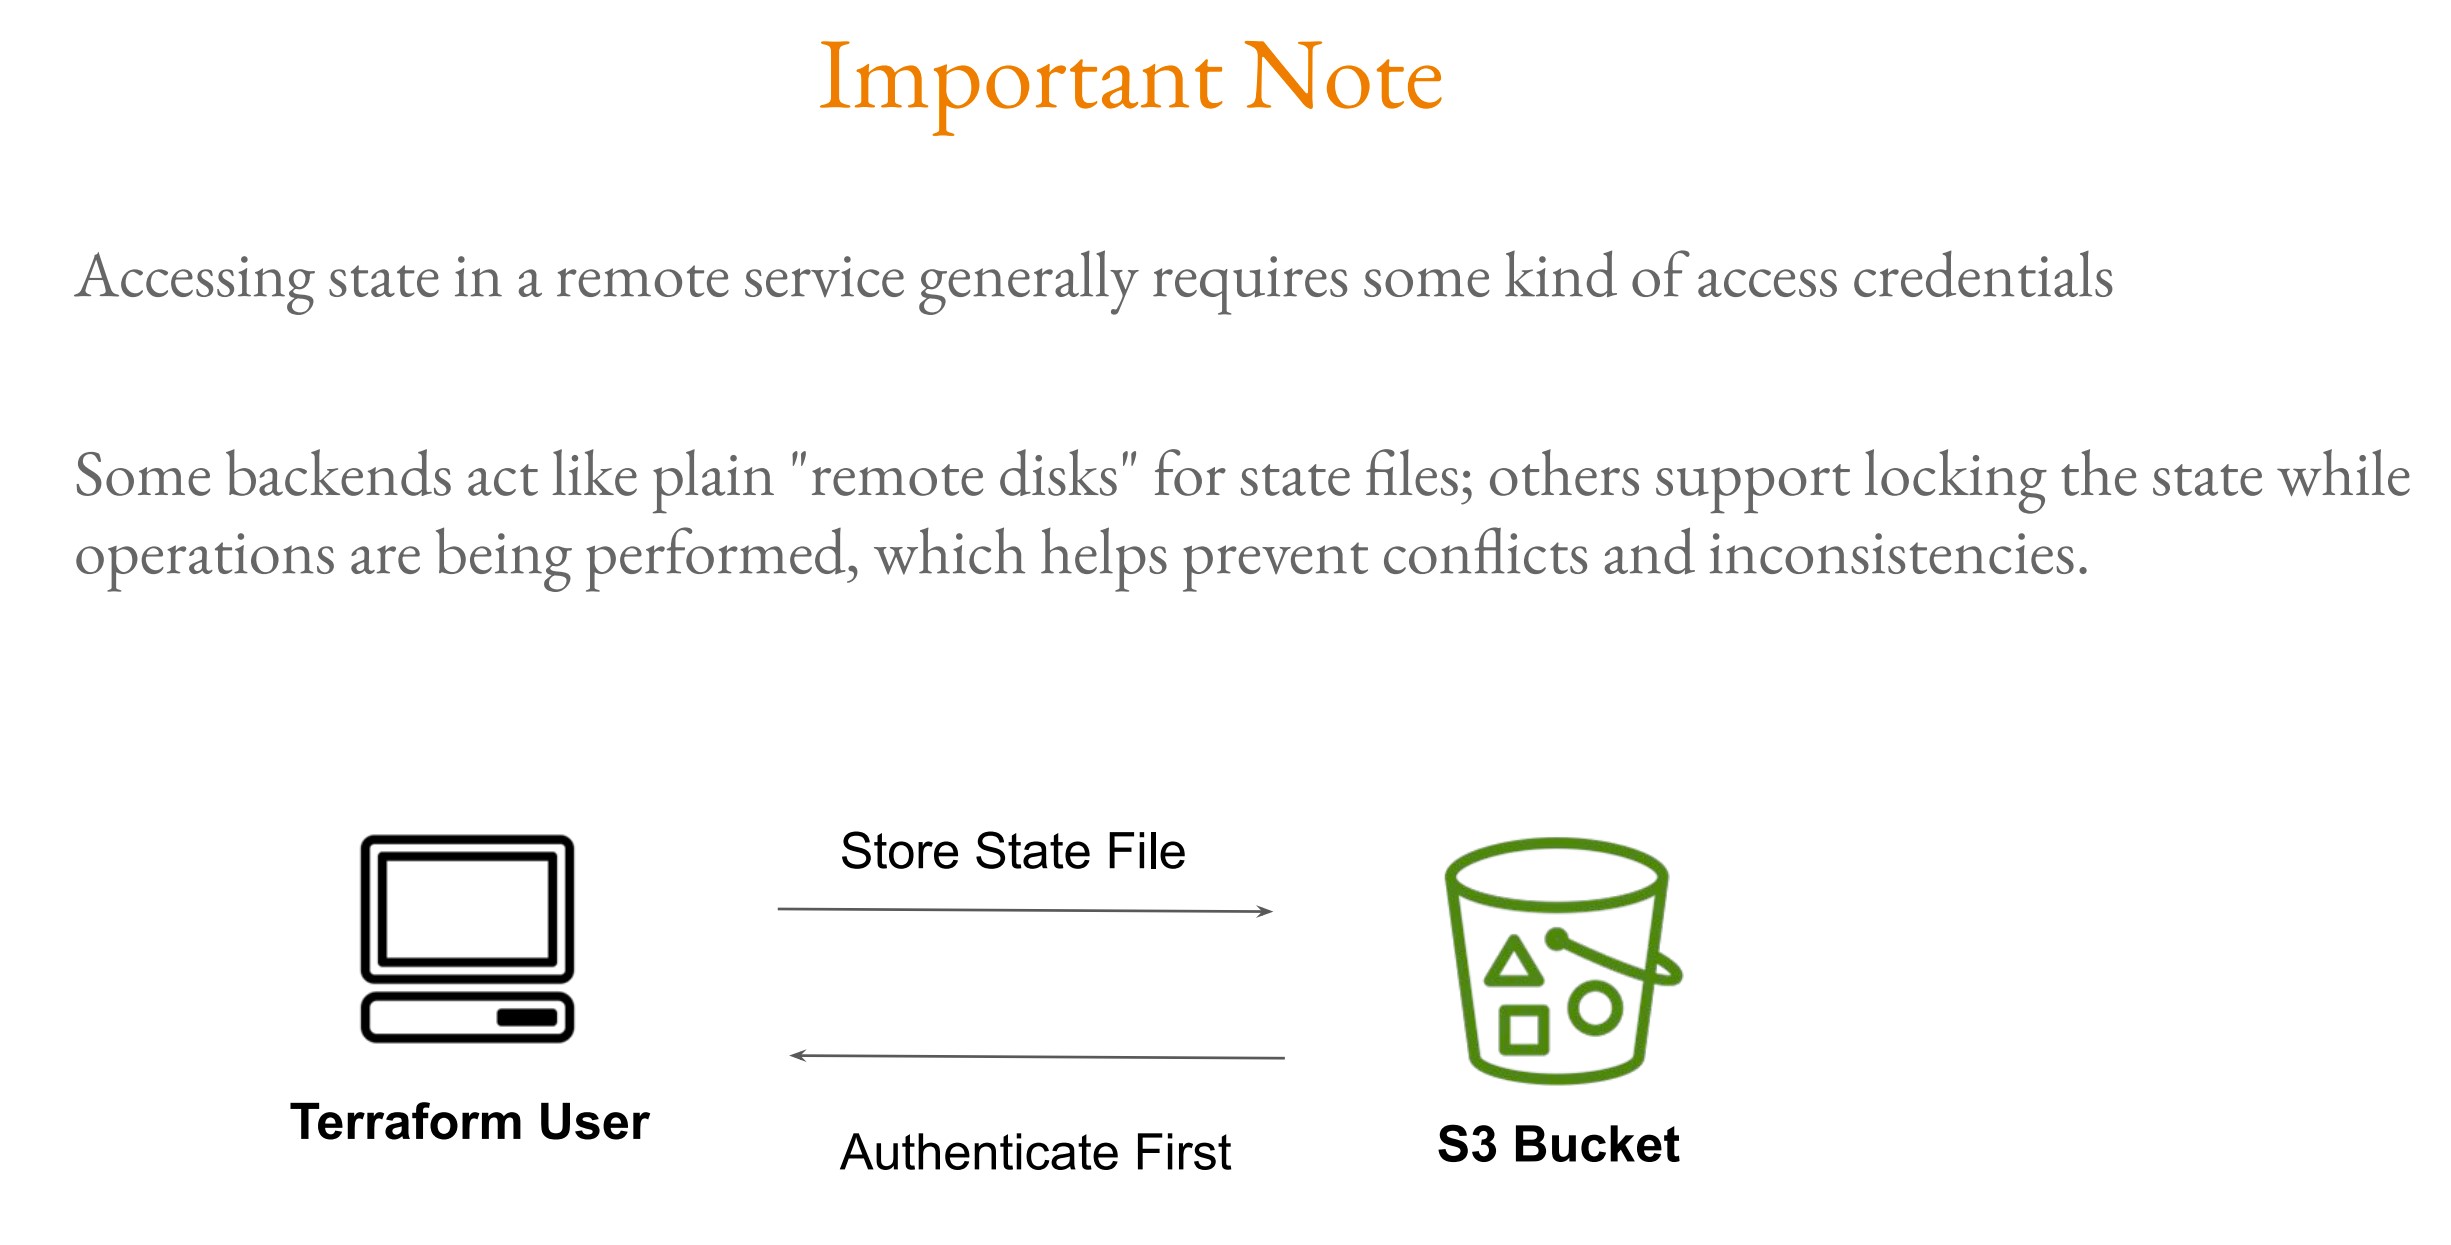 Important Note
Accessing state in a remote service generally requires some kind of access credentials
Some backends act like plain "remote disks" for state files; others support locking the state while
operations are being performed, which helps prevent conflicts and inconsistencies.
Store State File
Terraform User
Authenticate First
S3 Bucket